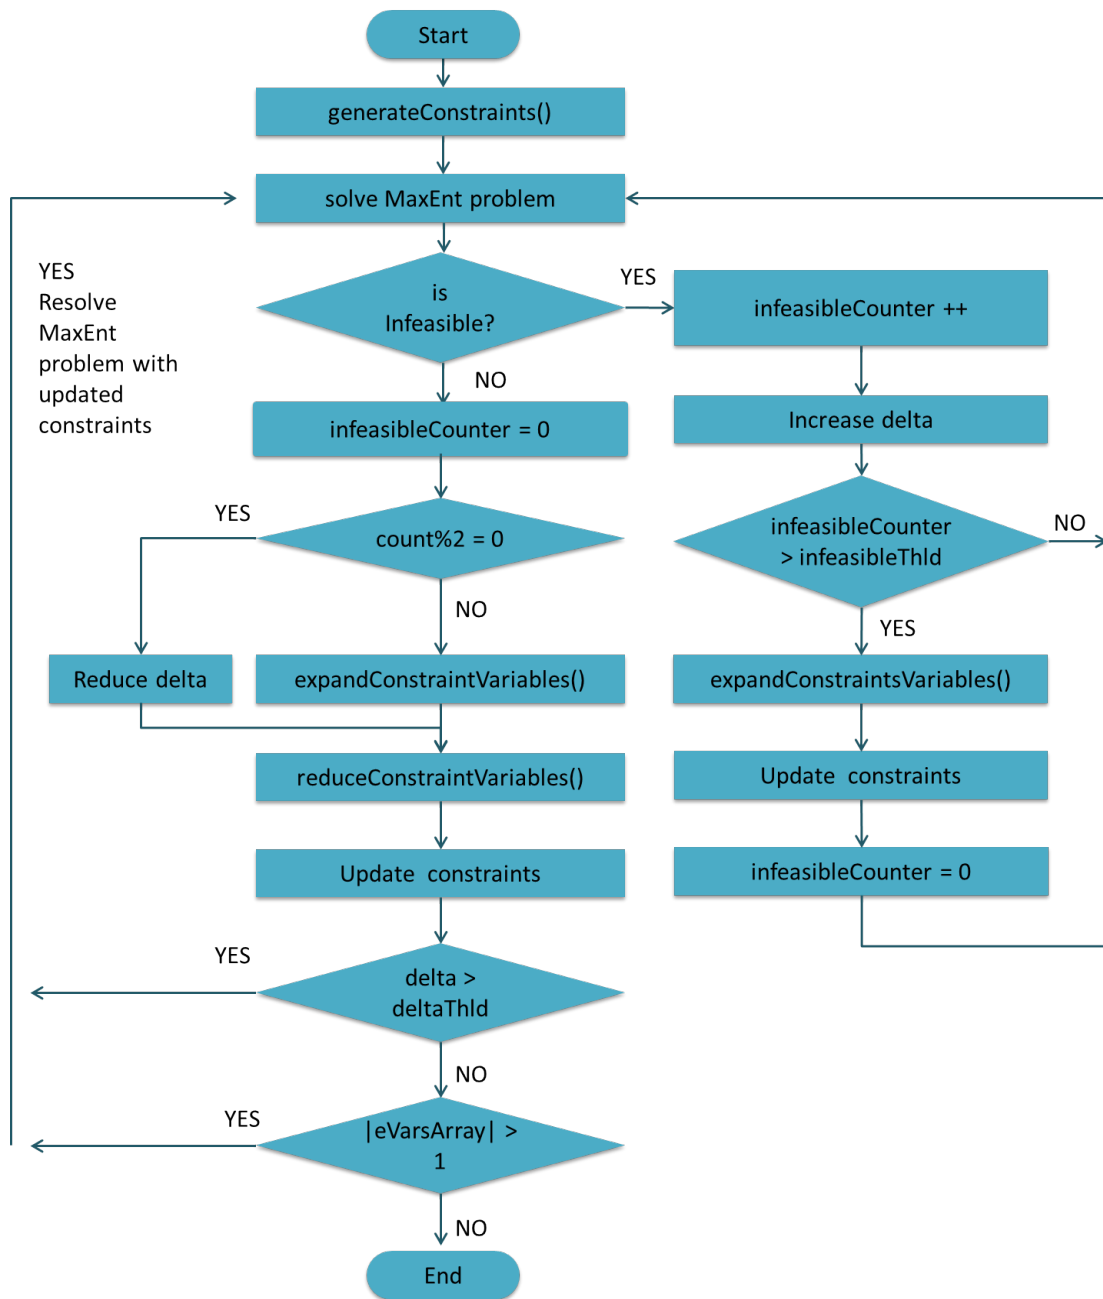 Start
generateConstraints()
solve MaxEnt problem
YES
Resolve
MaxEnt
problem with
updated
constraints
is
Infeasible?
YES
infeasibleCounter ++
NO
Increase delta
infeasibleCounter = 0
YES
count%2 = 0
infeasibleCounter
> infeasibleThld
NO
NO
YES
Reduce delta
expandConstraintVariables()
expandConstraintsVariables()
reduceConstraintVariables()
Update constraints
Update constraints
infeasibleCounter = 0
YES
delta >
deltaThld
NO
YES
|eVarsArray| >
1
NO
End